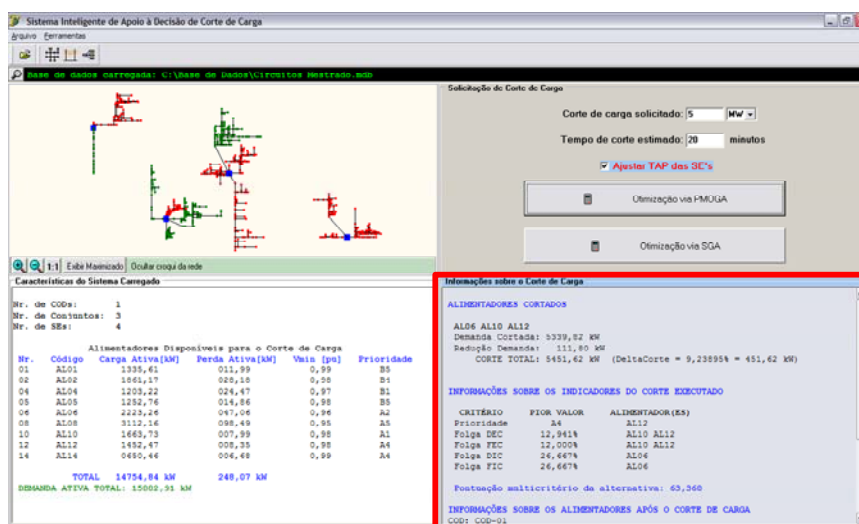 Sistema Inteligente de Apoio à Decisão de Corte de Carga
Arquivo Ferramentas
Base de dados carregada: C:\Base de Dados\Circuitos Mostrado.mdb
Solicitação de Corte de Carga
Corte de carga solicitado: 5 MW
Tempo de corte estimado: 20 minutos
Ajustar TAP das SE's
Otimização via PMUGA
Otimização via SGA
1:1 Exibir Maximizado Ocultar croqui da rede
Características do Sistema Carregado
Nr. de CODs: 1
Nr. de Conjuntos: 3
Nr. de SEs: 4
Alimentadores Disponíveis para o Corte de Carga
Nr. Código Carga Ativa[kW] Perda Ativa[kW] Vmin [pu] Prioridade
01 AL01 1335,61 011,99 0,99 B5
02 AL02 1861,17 028,18 0,98 B4
04 AL04 1203,22 024,47 0,97 B1
05 AL05 1252,76 014,86 0,98 B5
06 AL06 2223,26 047,06 0,96 A2
08 AL08 3112,16 098,49 0,95 A5
10 AL10 1663,73 007,99 0,98 A1
12 AL12 1452,47 008,35 0,98 A4
14 AL14 0650,46 006,68 0,99 A4
TOTAL 14754,84 kW 248,07 kW
DEMANDA ATIVA TOTAL: 15002,91 kW
Informações sobre o Corte de Carga
ALIMENTADORES CORTADOS
AL06 AL10 AL12
Demanda Cortada: 5339,82 kW
Redução Demanda: 111,80 kW
CORTE TOTAL: 5451,62 kW (DeltaCorte = 9,23895% = 451,62 kW)
INFORMAÇÕES SOBRE OS INDICADORES DO CORTE EXECUTADO
CRITÉRIO PIOR VALOR ALIMENTADOR(ES)
Prioridade A4 AL12
Folga DEC 12,941% AL10 AL12
Folga FEC 12,000% AL10 AL12
Folga DIC 26,667% AL06
Folga FIC 26,667% AL06
Pontuação multicritério da alternativa: 63,360
INFORMAÇÕES SOBRE OS ALIMENTADORES APÓS O CORTE DE CARGA
COD: COD-01